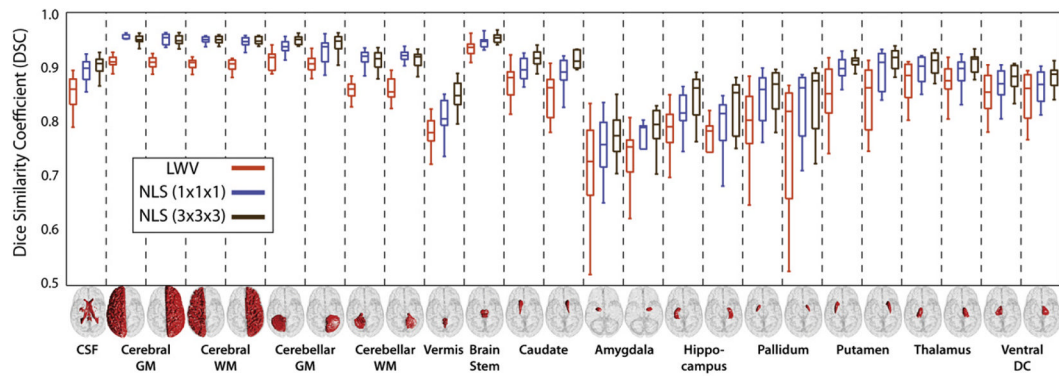 Dice Similarity Coefficient (DSC)
1.0
0.9
0.8
0.7
0.6
0.5
LWV
NLS (1x1x1)
NLS (3x3x3)
CSF
Cerebral
GM
Cerebral
WM
Cerebellar
GM
Cerebellar
WM
Vermis
Brain
Stem
Caudate
Amygdala
Hippo-
campus
Pallidum
Putamen
Thalamus
Ventral
DC